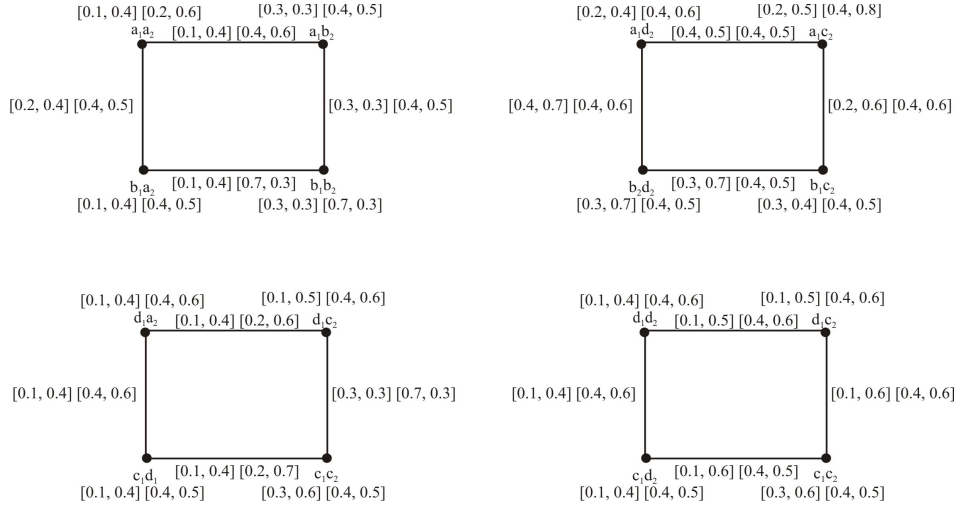 [0.1, 0.4] [0.2, 0.6] [0.3, 0.3] [0.4, 0.5]
a₁a₂ [0.1, 0.4] [0.4, 0.6] a₁b₂
[0.2, 0.4] [0.4, 0.5] [0.3, 0.3] [0.4, 0.5]
b₁a₂ [0.1, 0.4] [0.7, 0.3] b₁b₂
[0.1, 0.4] [0.4, 0.5] [0.3, 0.3] [0.7, 0.3]
[0.2, 0.4] [0.4, 0.6] [0.2, 0.5] [0.4, 0.8]
a₁d₂ [0.4, 0.5] [0.4, 0.5] a₁c₂
[0.4, 0.7] [0.4, 0.6] [0.2, 0.6] [0.4, 0.6]
b₂d₂ [0.3, 0.7] [0.4, 0.5] b₁c₂
[0.3, 0.7] [0.4, 0.5] [0.3, 0.4] [0.4, 0.5]
[0.1, 0.4] [0.4, 0.6] [0.1, 0.5] [0.4, 0.6]
d₁a₂ [0.1, 0.4] [0.2, 0.6] d₁c₂
[0.1, 0.4] [0.4, 0.6] [0.3, 0.3] [0.7, 0.3]
c₁d₁ [0.1, 0.4] [0.2, 0.7] c₁c₂
[0.1, 0.4] [0.4, 0.5] [0.3, 0.6] [0.4, 0.5]
[0.1, 0.4] [0.4, 0.6] [0.1, 0.5] [0.4, 0.6]
d₁d₂ [0.1, 0.5] [0.4, 0.6] d₁c₂
[0.1, 0.4] [0.4, 0.6] [0.1, 0.6] [0.4, 0.6]
c₁d₂ [0.1, 0.6] [0.4, 0.5] c₁c₂
[0.1, 0.4] [0.4, 0.5] [0.3, 0.6] [0.4, 0.5]